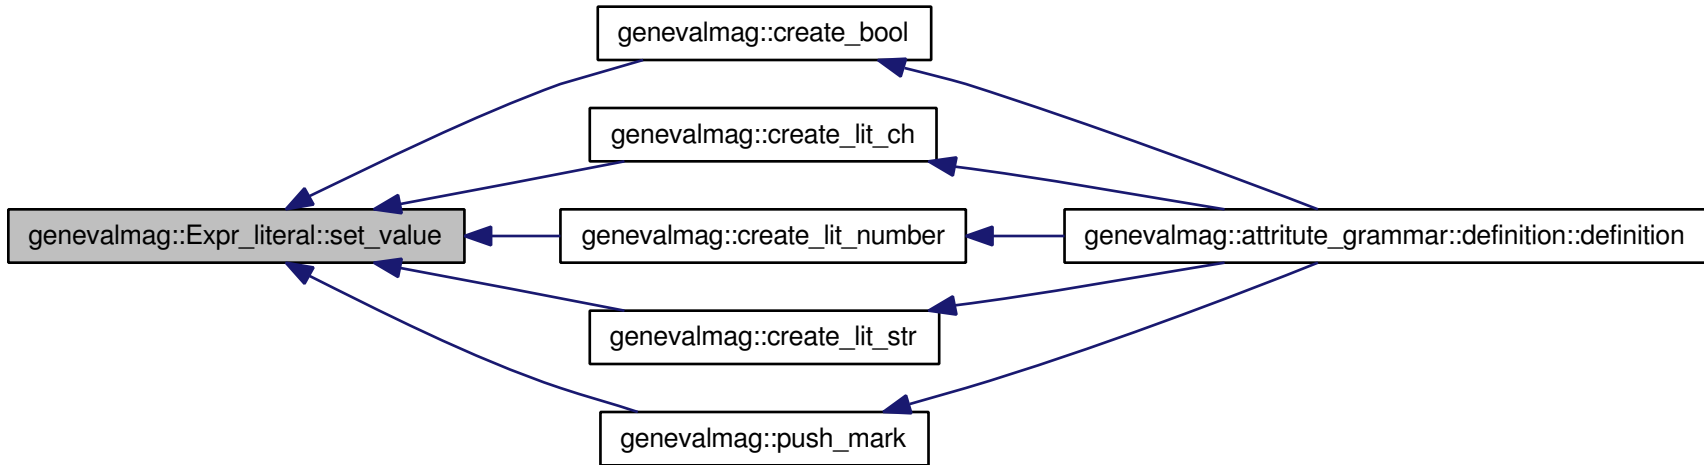 genevalmag::create_bool
genevalmag::create_lit_ch
genevalmag::Expr_literal::set_value
genevalmag::create_lit_number
genevalmag::attritute_grammar::definition::definition
genevalmag::create_lit_str
genevalmag::push_mark